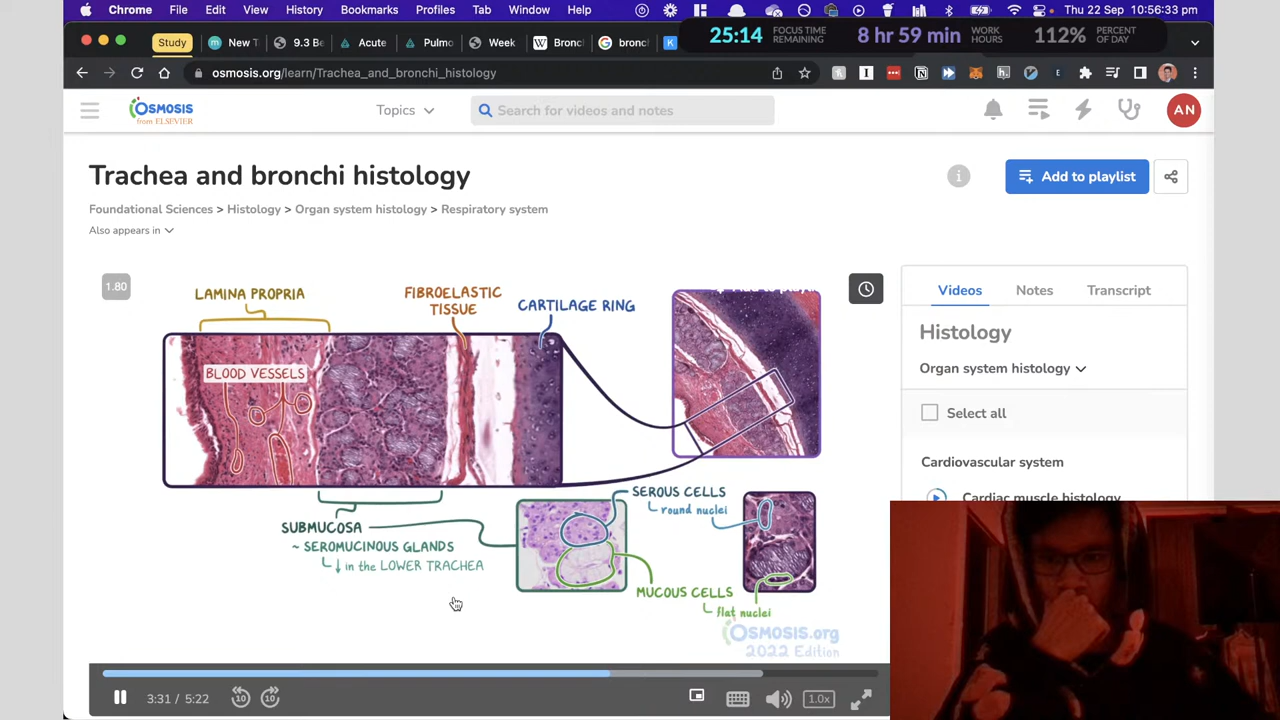 Chrome File Edit View History Bookmarks Profiles Tab Window Help Thu 22 Sep 10:56:33 pm
Study New T 9.3 Be Acute Pulmo Week Bronc bronc
25:14 FOCUS TIME REMAINING 8 hr 59 min WORK HOURS 112% PERCENT OF DAY
osmosis.org/learn/Trachea_and_bronchi_histology
OSMOSIS
from ELSEVIER
Topics
Search for videos and notes
AN
Trachea and bronchi histology
Add to playlist
Foundational Sciences > Histology > Organ system histology > Respiratory system
Also appears in
1.80
LAMINA PROPRIA
FIBROELASTIC
TISSUE
CARTILAGE RING
BLOOD VESSELS
SUBMUCOSA
~ SEROMUCINOUS GLANDS
↓ in the LOWER TRACHEA
SEROUS CELLS
round nuclei
MUCOUS CELLS
flat nuclei
OSMOSIS.org
2022 Edition
3:31 / 5:22
10 10
1.0x
Videos Notes Transcript
Histology
Organ system histology
Select all
Cardiovascular system
Cardiac muscle histology